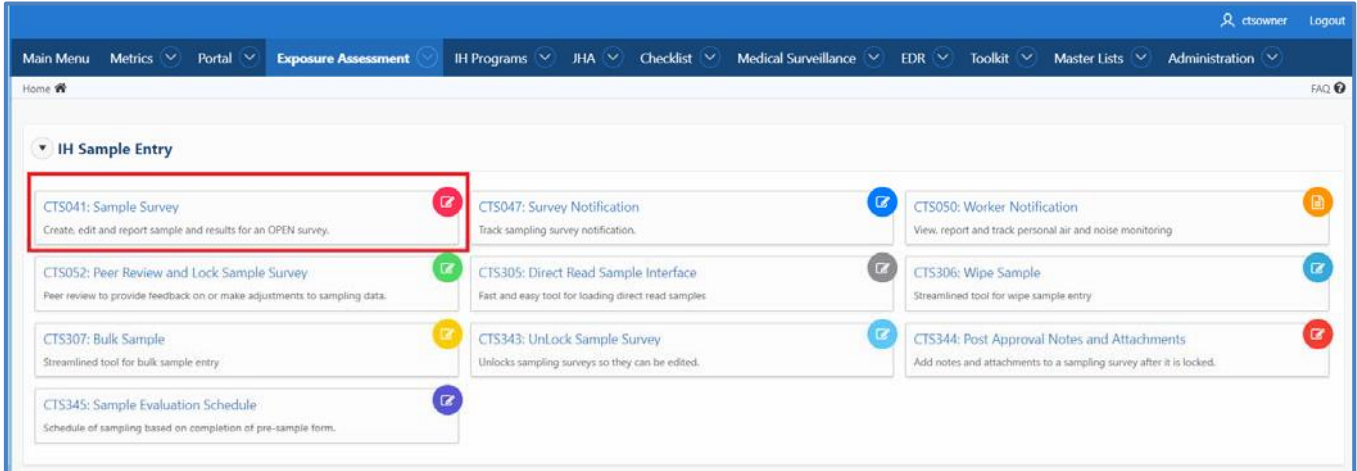 ctsowner Logout
Main Menu Metrics Portal Exposure Assessment IH Programs JHA Checklist Medical Surveillance EDR Toolkit Master Lists Administration
Home FAQ
IH Sample Entry
CTS041: Sample Survey
Create, edit and report sample and results for an OPEN survey.
CTS047: Survey Notification
Track sampling survey notification.
CTS050: Worker Notification
View, report and track personal air and noise monitoring
CTS052: Peer Review and Lock Sample Survey
Peer review to provide feedback on or make adjustments to sampling data.
CTS305: Direct Read Sample Interface
Fast and easy tool for loading direct read samples
CTS306: Wipe Sample
Streamlined tool for wipe sample entry
CTS307: Bulk Sample
Streamlined tool for bulk sample entry
CTS343: UnLock Sample Survey
Unlocks sampling surveys so they can be edited.
CTS344: Post Approval Notes and Attachments
Add notes and attachments to a sampling survey after it is locked.
CTS345: Sample Evaluation Schedule
Schedule of sampling based on completion of pre-sample form.